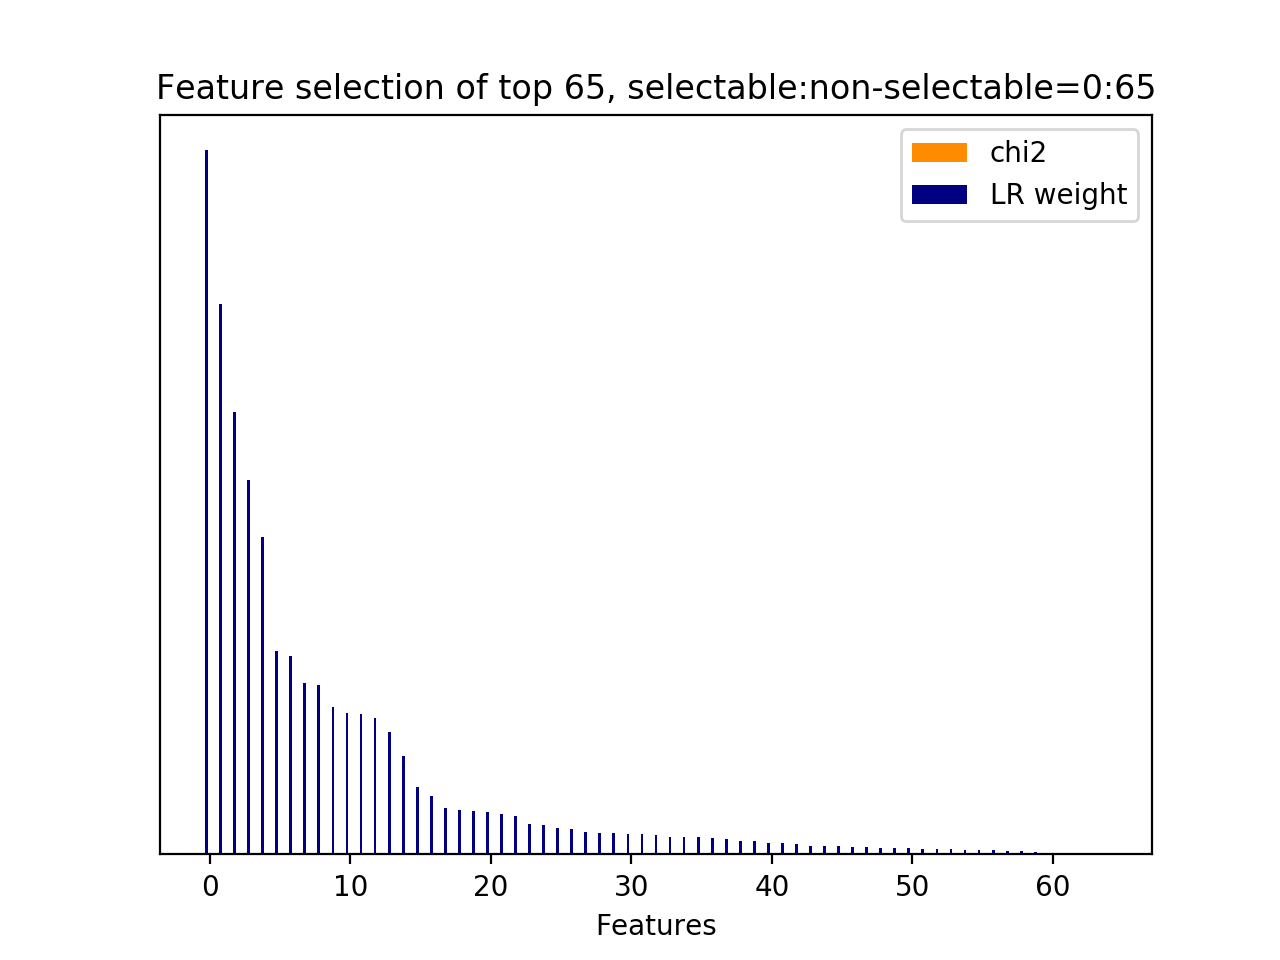 Feature selection of top 65, selectable:non-selectable=0:65
chi2
LR weight
0 10 20 30 40 50 60
Features